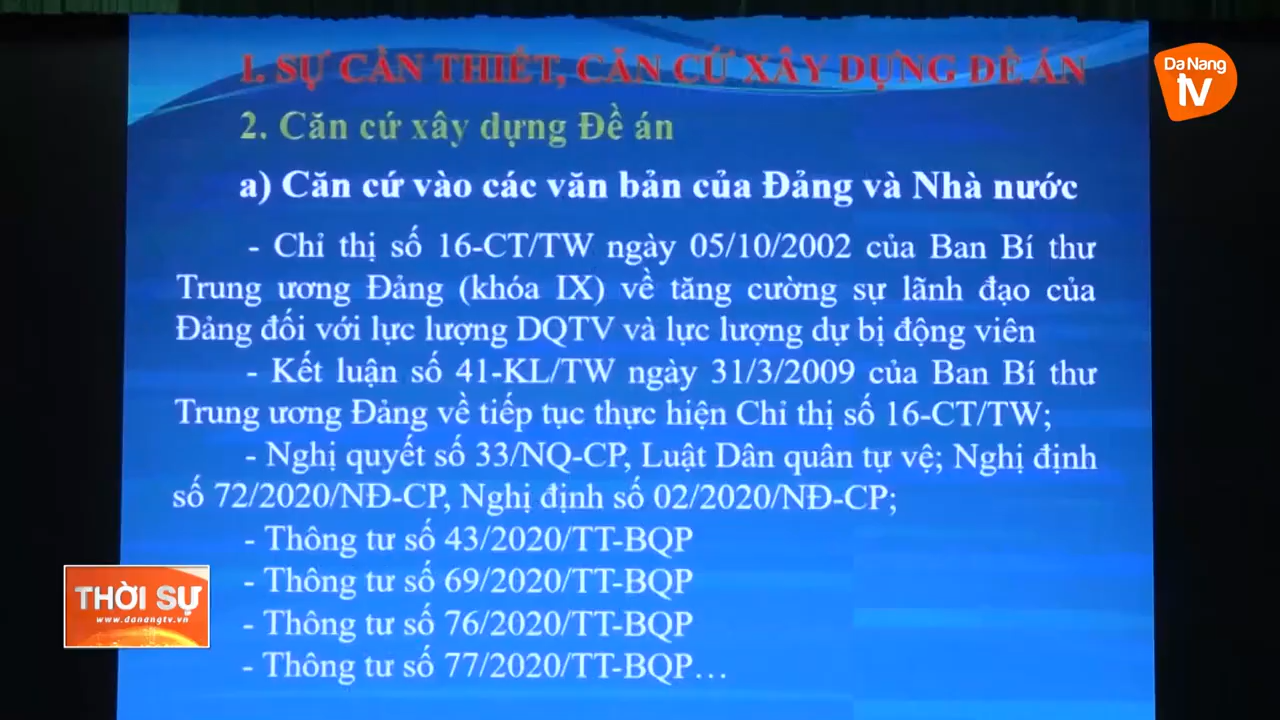 1. SỰ CẦN THIẾT, CĂN CỨ XÂY DỰNG ĐỀ ÁN
Da Nang
tv
2. Căn cứ xây dựng Đề án
a) Căn cứ vào các văn bản của Đảng và Nhà nước
- Chỉ thị số 16-CT/TW ngày 05/10/2002 của Ban Bí thư
Trung ương Đảng (khóa IX) về tăng cường sự lãnh đạo của
Đảng đối với lực lượng DQTV và lực lượng dự bị động viên
- Kết luận số 41-KL/TW ngày 31/3/2009 của Ban Bí thư
Trung ương Đảng về tiếp tục thực hiện Chỉ thị số 16-CT/TW;
- Nghị quyết số 33/NQ-CP, Luật Dân quân tự vệ; Nghị định
số 72/2020/NĐ-CP, Nghị định số 02/2020/NĐ-CP;
- Thông tư số 43/2020/TT-BQP
- Thông tư số 69/2020/TT-BQP
- Thông tư số 76/2020/TT-BQP
- Thông tư số 77/2020/TT-BQP…
THỜI SỰ
www.danangtv.vn